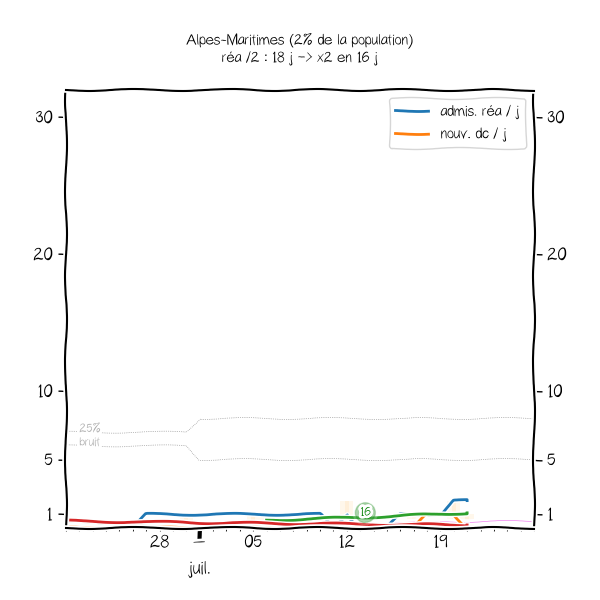 Alpes-Maritimes (2% de la population)
réa /2 : 18 j -> x2 en 16 j
admis. réa / j
nouv. dc / j
30 30
20 20
10 10
25%
bruit
5 5
16
1 1
28 05 12 19
juil.